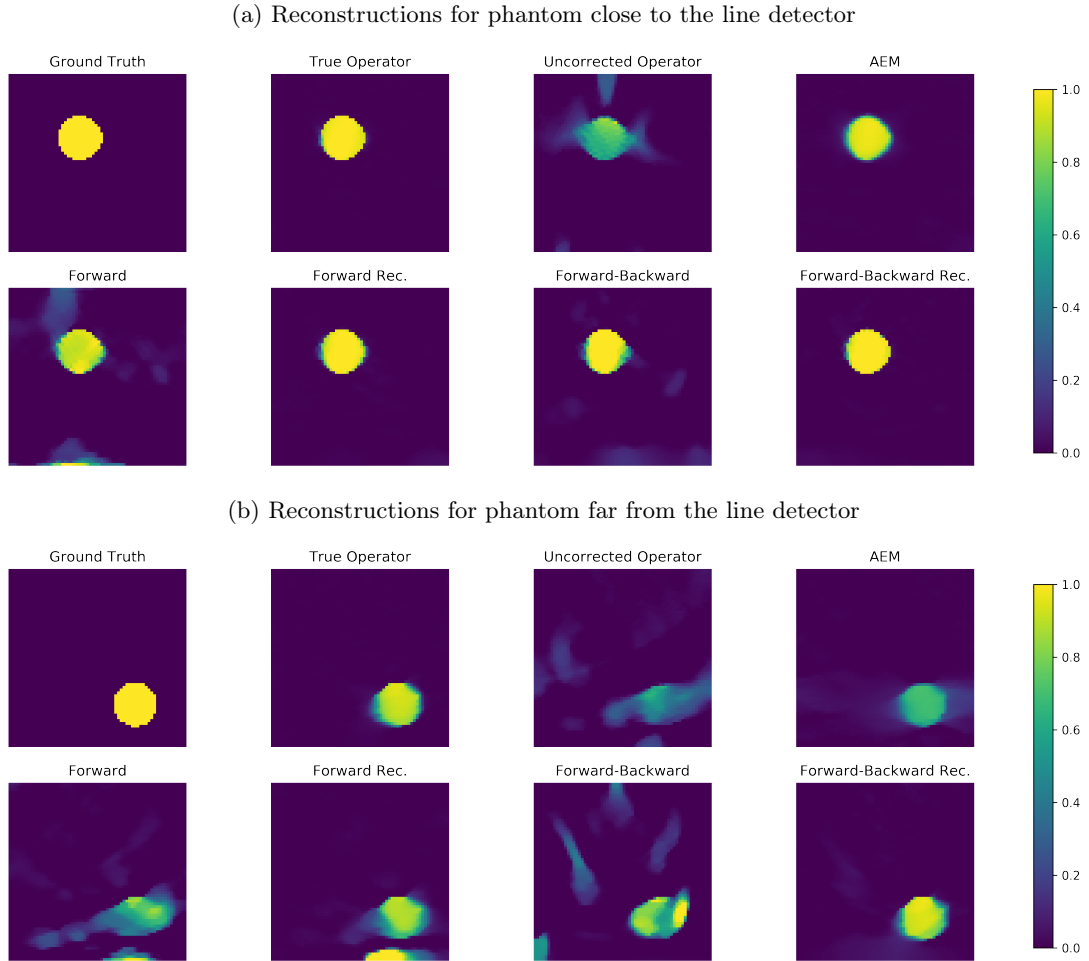 (a) Reconstructions for phantom close to the line detector
Ground Truth
True Operator
Uncorrected Operator
AEM
1.0
0.8
0.6
0.4
0.2
0.0
Forward
Forward Rec.
Forward-Backward
Forward-Backward Rec.
(b) Reconstructions for phantom far from the line detector
Ground Truth
True Operator
Uncorrected Operator
AEM
1.0
0.8
0.6
0.4
0.2
0.0
Forward
Forward Rec.
Forward-Backward
Forward-Backward Rec.